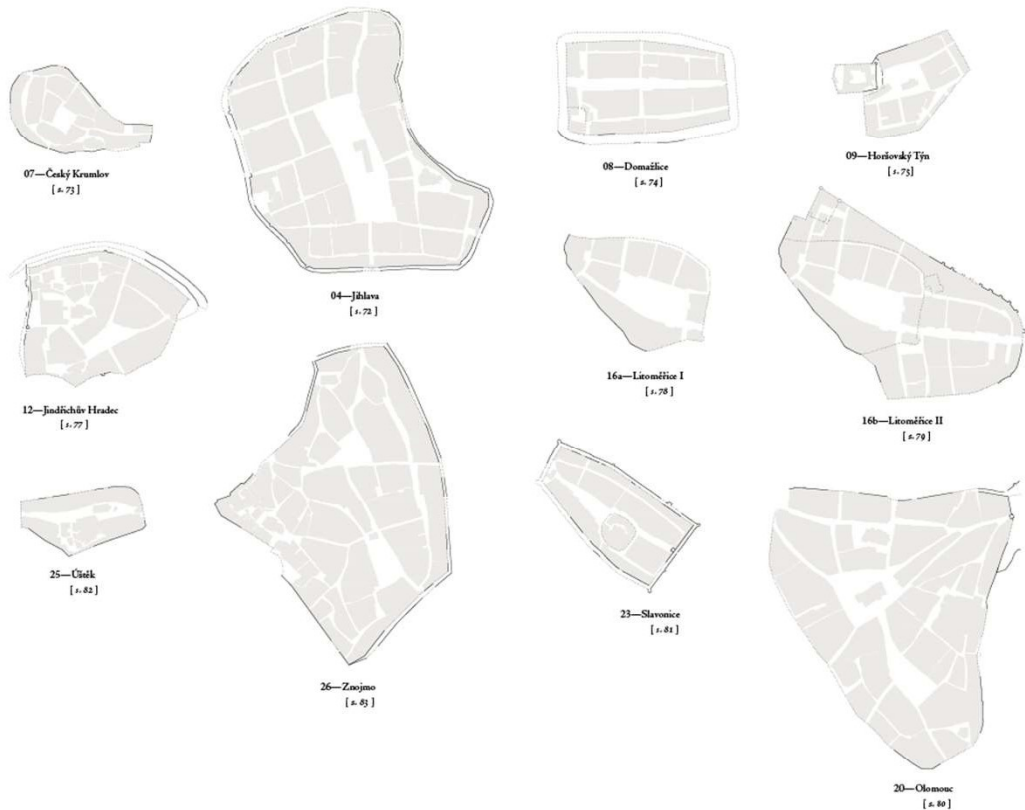 07—Český Krumlov
[ s. 73 ]
04—Jihlava
[ s. 72 ]
08—Domažlice
[ s. 74 ]
09—Horšovský Týn
[ s. 73]
12—Jindřichův Hradec
[ s. 77 ]
16a—Litoměřice I
[ s. 78 ]
16b—Litoměřice II
[ s. 79 ]
25—Úštěk
[ s. 82 ]
26—Znojmo
[ s. 83 ]
23—Slavonice
[ s. 81 ]
20—Olomouc
[ s. 80 ]